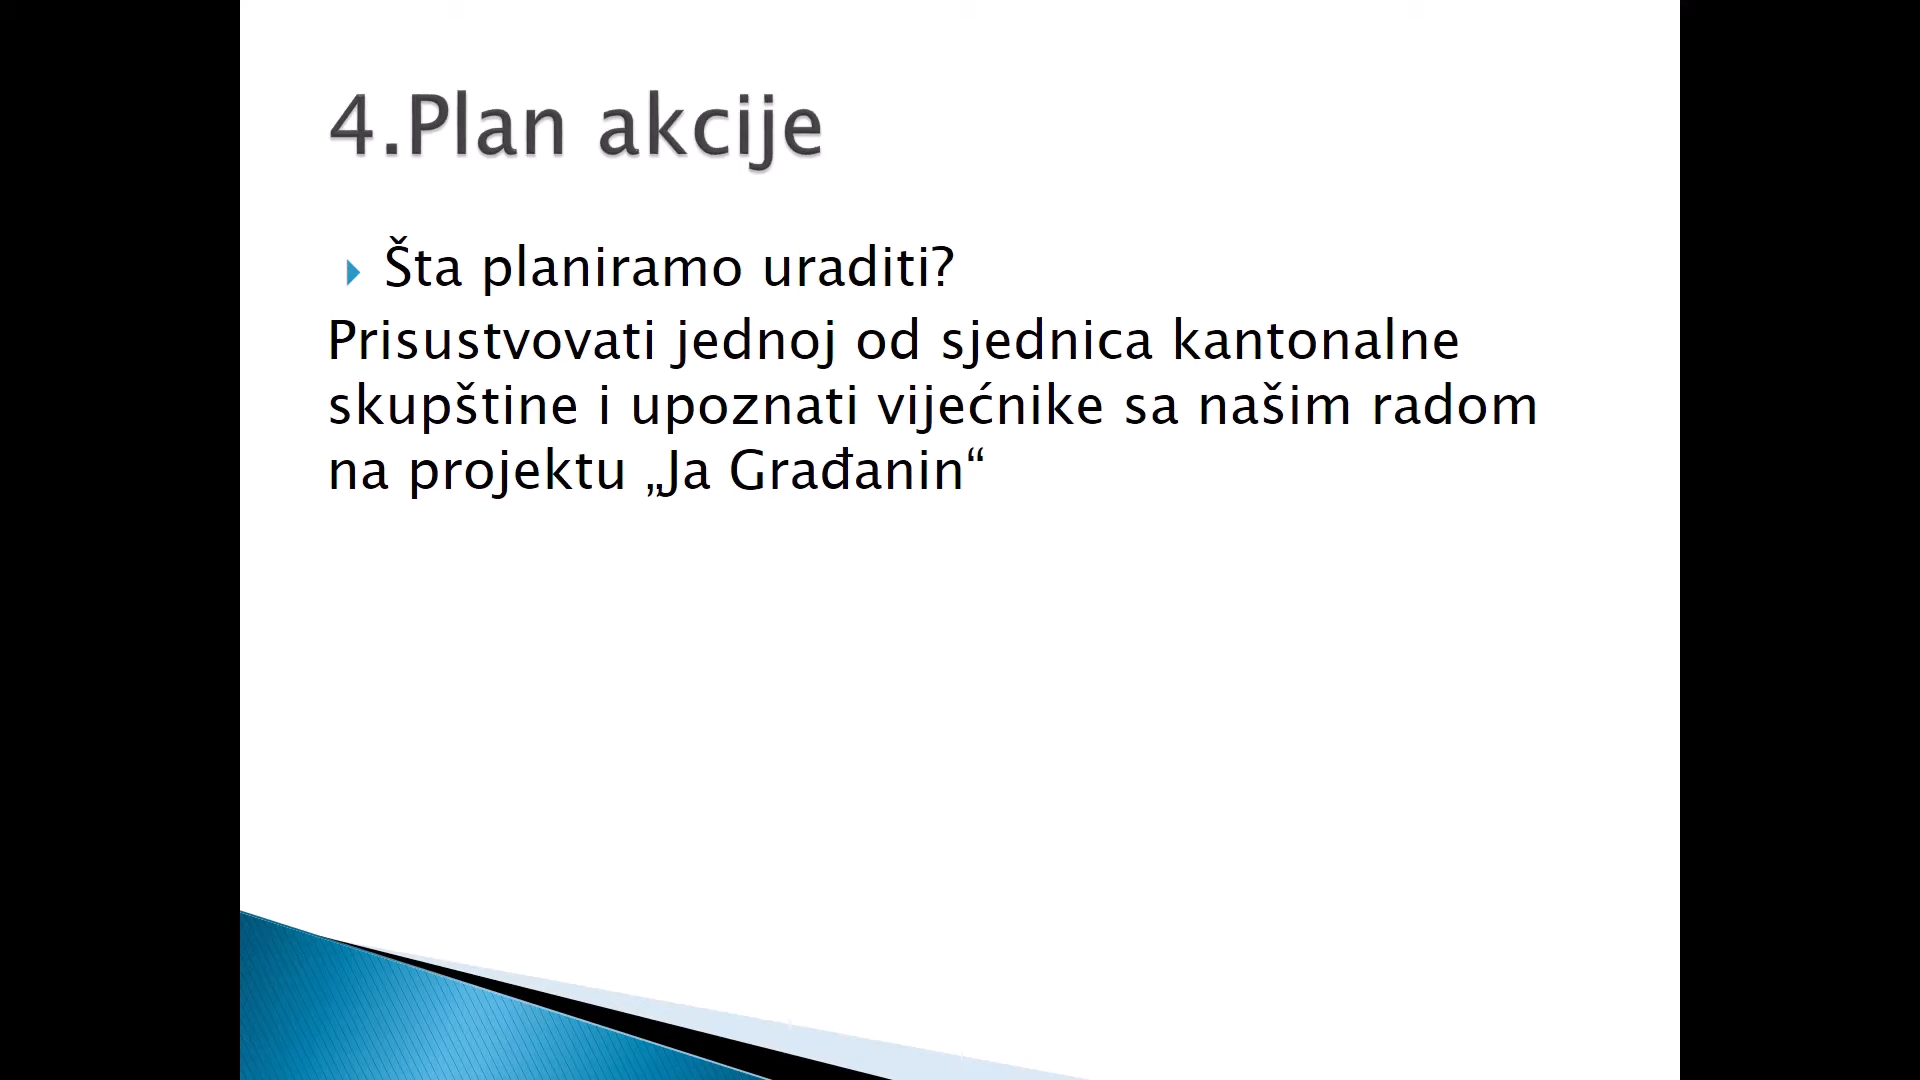 4.Plan akcije
Šta planiramo uraditi?
Prisustvovati jednoj od sjednica kantonalne
skupštine i upoznati vijećnike sa našim radom
na projektu „Ja Građanin“